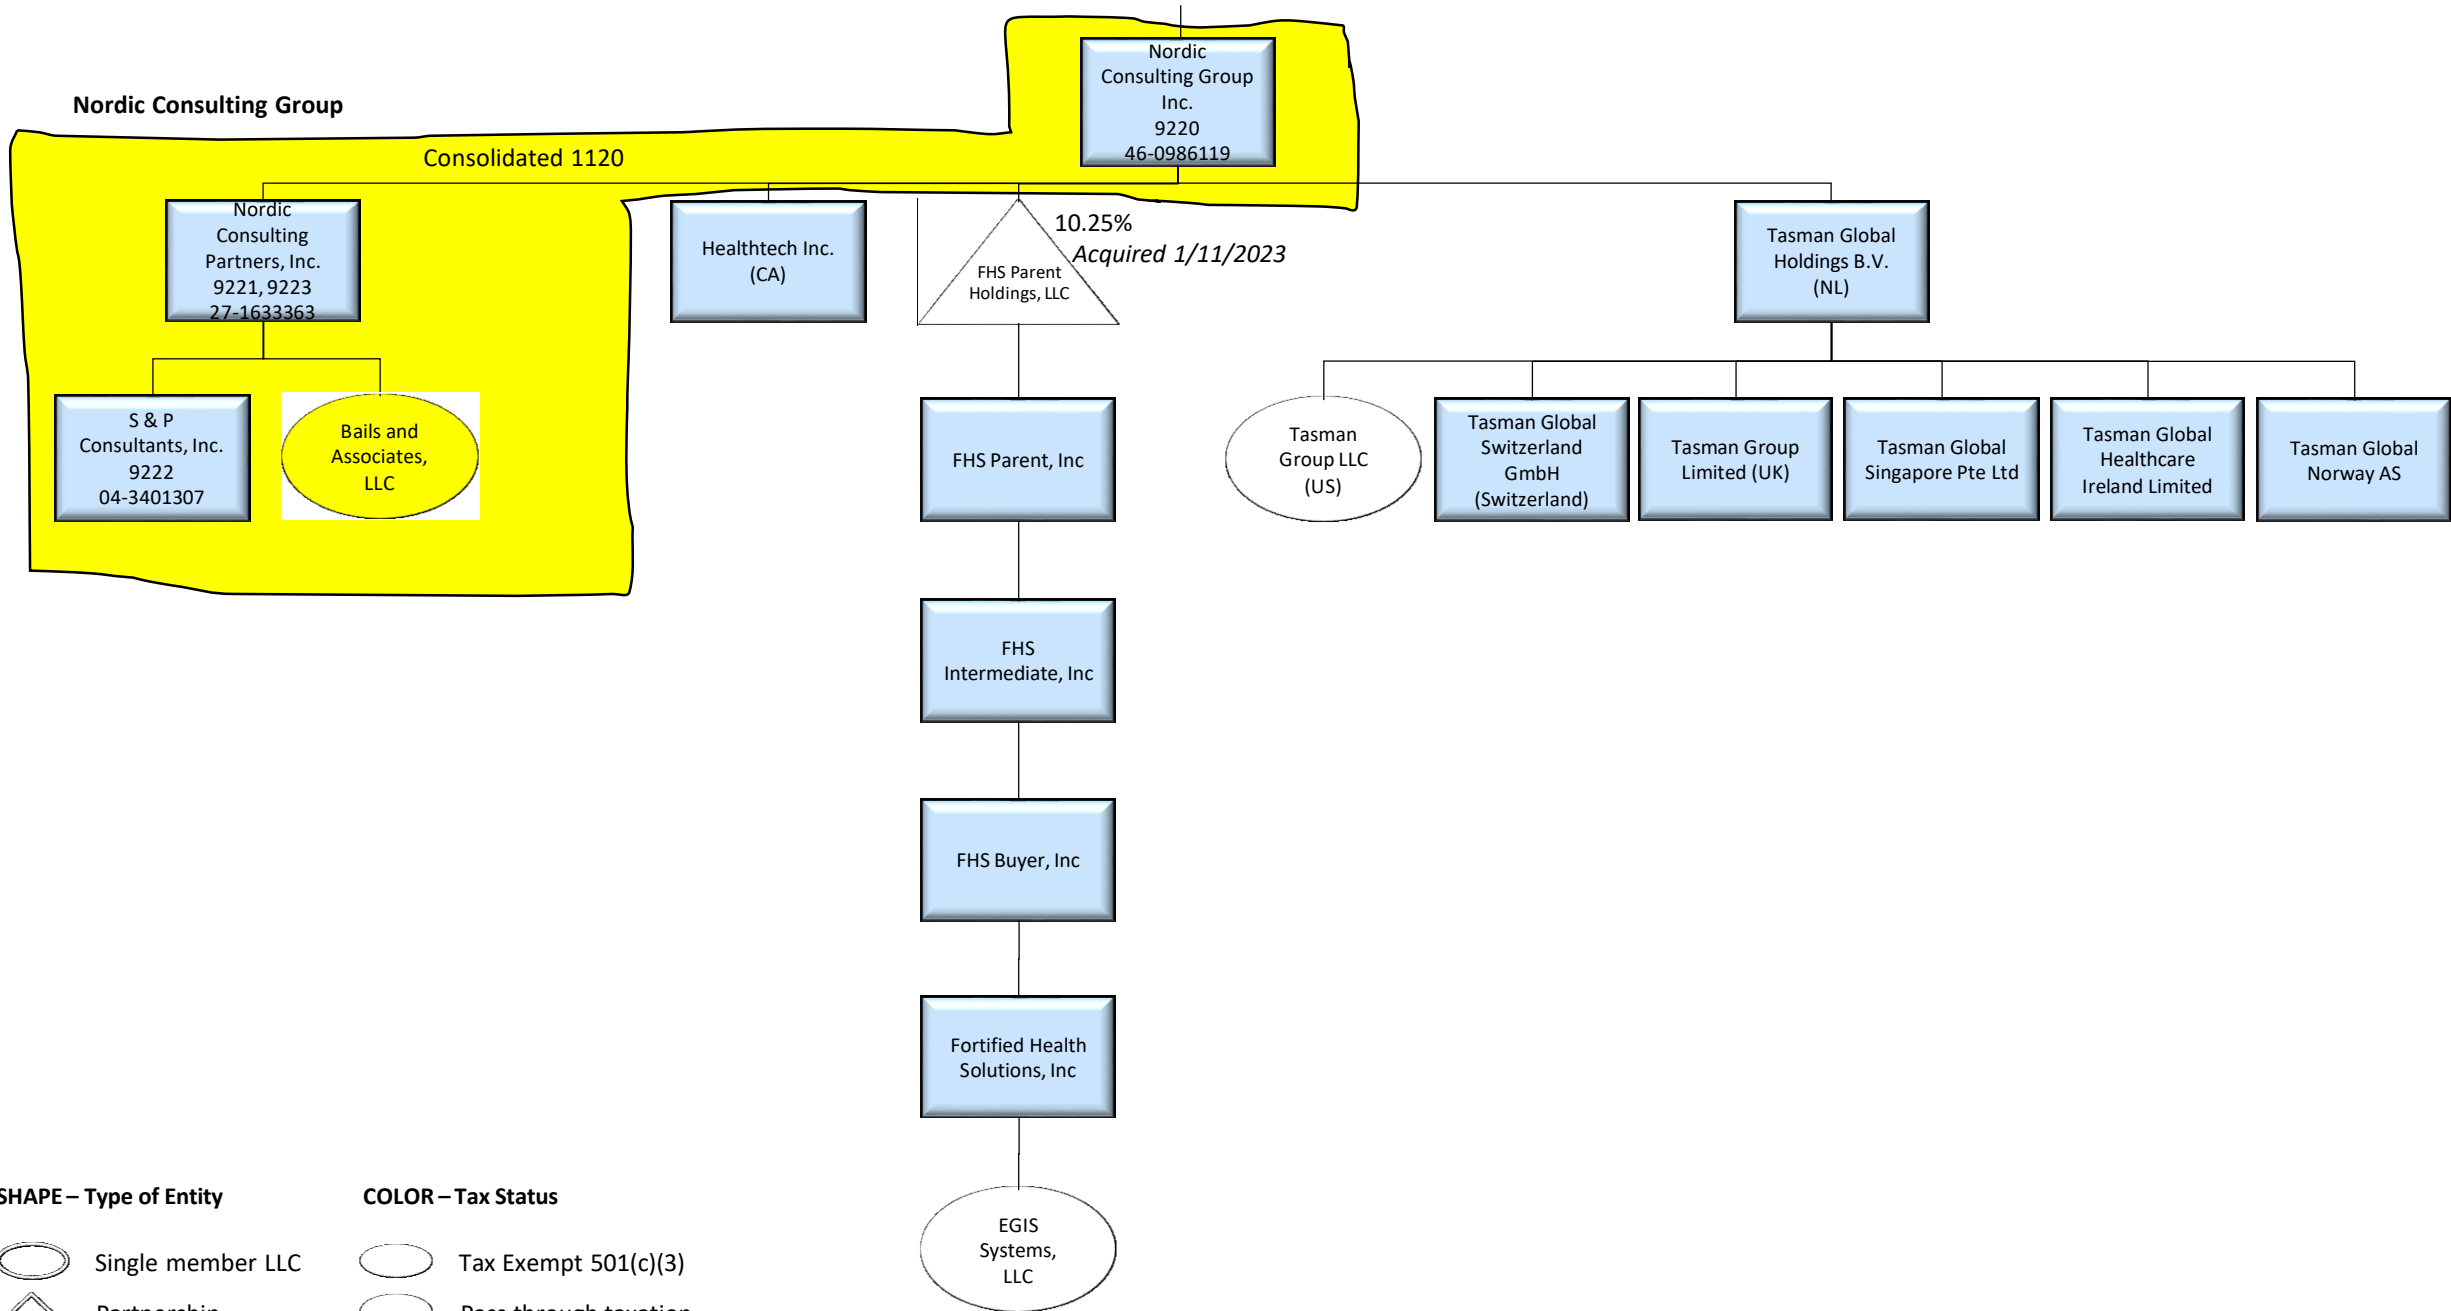 Nordic
Consulting Group
Inc.
9220
46-0986119
Nordic Consulting Group
Consolidated 1120
Nordic
Consulting
Partners, Inc.
9221, 9223
27-1633363
Healthtech Inc.
(CA)
10.25%
Acquired 1/11/2023
FHS Parent
Holdings, LLC
Tasman Global
Holdings B.V.
(NL)
S & P
Consultants, Inc.
9222
04-3401307
Bails and
Associates,
LLC
FHS Parent, Inc
Tasman
Group LLC
(US)
Tasman Global
Switzerland
GmbH
(Switzerland)
Tasman Group
Limited (UK)
Tasman Global
Singapore Pte Ltd
Tasman Global
Healthcare
Ireland Limited
Tasman Global
Norway AS
FHS
Intermediate, Inc
FHS Buyer, Inc
Fortified Health
Solutions, Inc
EGIS
Systems,
LLC
SHAPE – Type of Entity
COLOR – Tax Status
Single member LLC
Tax Exempt 501(c)(3)
Partnership
Pass through taxation